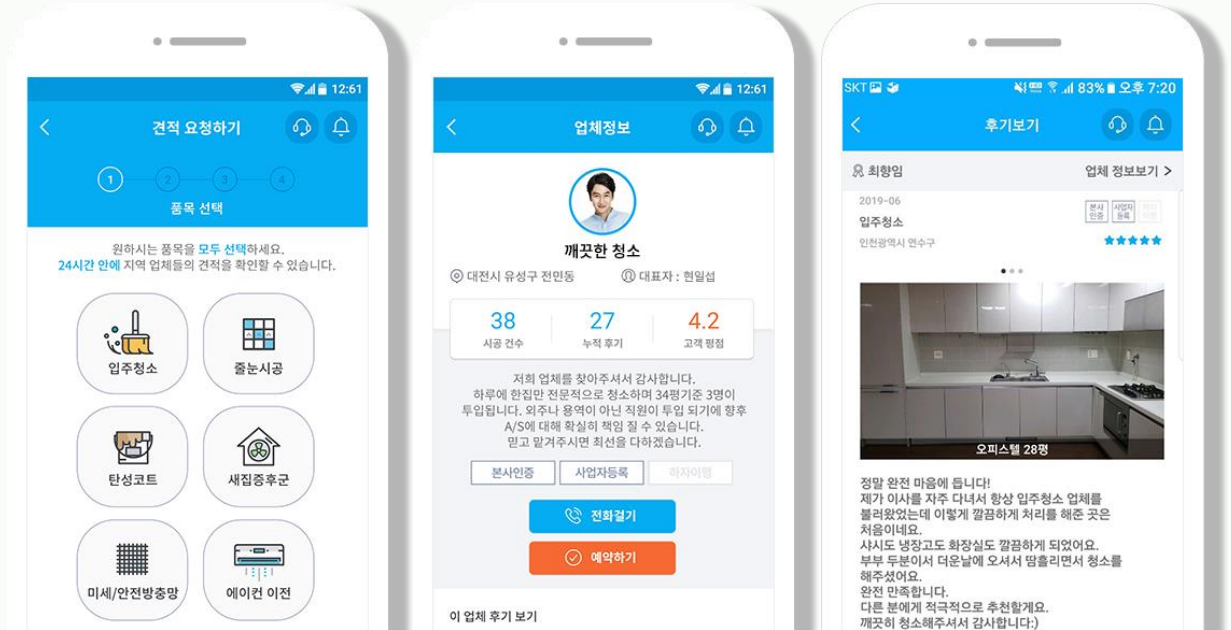 12:61
견적 요청하기
1
2
3
4
품목 선택
원하시는 품목을 모두 선택하세요.
24시간 안에 지역 업체들의 견적을 확인할 수 있습니다.
입주청소
줄눈시공
탄성코트
새집증후군
미세/안전방충망
에이컨 이전
12:61
업체정보
깨끗한 청소
대전시 유성구 전민동
대표자 : 현일섭
38
27
4.2
시공 건수
누적 후기
고객 평점
저희 업체를 찾아주셔서 감사합니다.
하루에 한집만 전문적으로 청소하며 34평기준 3명이
투입됩니다. 외주나 용역이 아닌 직원이 투입 되기에 향후
A/S에 대해 확실히 책임 질 수 있습니다.
믿고 맡겨주시면 최선을 다하겠습니다.
본사인증
사업자등록
하자이행
전화걸기
예약하기
이 업체 후기 보기
SKT
83%
오후 7:20
후기보기
최향임
업체 정보보기 >
2019-06
본사
인증
사업자
등록
하자
이행
입주청소
인천광역시 연수구
오피스텔 28평
정말 완전 마음에 듭니다!
제가 이사를 자주 다녀서 항상 입주청소 업체를
불러왔었는데 이렇게 깔끔하게 처리를 해준 곳은
처음이네요.
샤시도 냉장고도 화장실도 깔끔하게 되었어요.
부부 두분이서 더운날에 오셔서 땀흘리면서 청소를
해주셨어요.
완전 만족합니다.
다른 분에게 적극적으로 추천할게요.
깨끗히 청소해주셔서 감사합니다:)